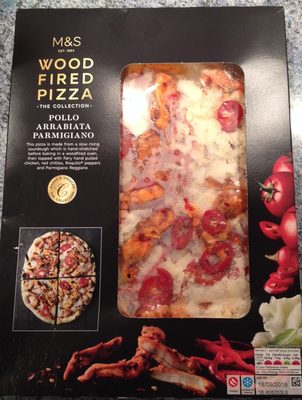 M&S
EST. 1884
WOOD
FIRED
PIZZA
- THE COLLECTION -
POLLO
ARRABIATA
PARMIGIANO
This pizza is made from a slow rising
sourdough which is hand-stretched
before baking in a woodfired oven,
then topped with fiery hand pulled
chicken, red chillies, Roquito® peppers
and Parmigiano Reggiano